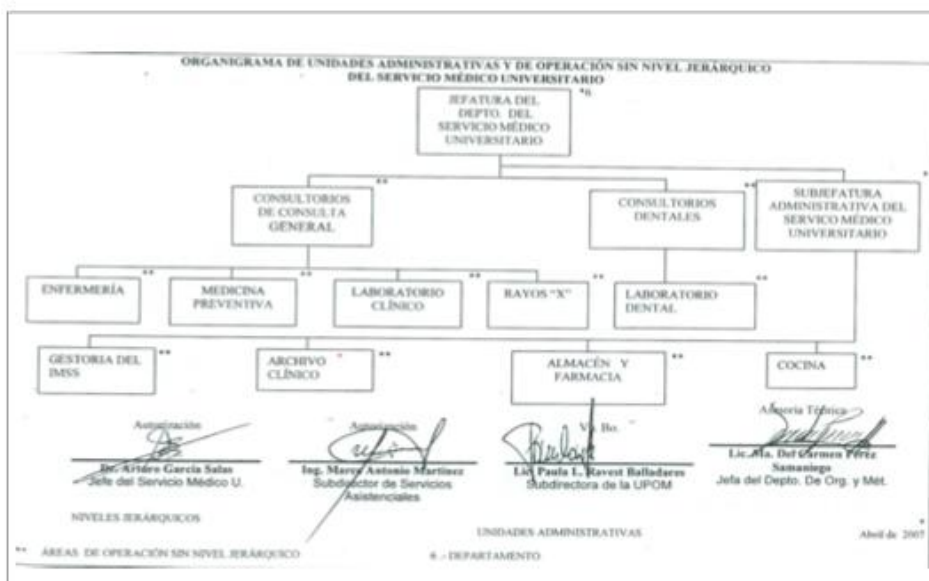 ORGANIGRAMA DE UNIDADES ADMINISTRATIVAS Y DE OPERACIÓN SIN NIVEL JERÁRQUICO
DEL SERVICIO MÉDICO UNIVERSITARIO
*6
JEFATURA DEL
DEPTO. DEL
SERVICIO MÉDICO
UNIVERSITARIO
**
CONSULTORIOS
DE CONSULTA
GENERAL
**
CONSULTORIOS
DENTALES
SUBJEFATURA
ADMINISTRATIVA DEL
SERVICO MÉDICO
UNIVERSITARIO
**
ENFERMERÍA
**
MEDICINA
PREVENTIVA
**
LABORATORIO
CLÍNICO
**
RAYOS "X"
**
LABORATORIO
DENTAL
**
GESTORIA DEL
IMSS
**
ARCHIVO
CLÍNICO
**
ALMACÉN Y
FARMACIA
**
COCINA
**
Autorización
Dr. Arturo García Salas
Jefe del Servicio Médico U.
Autorización
Ing. Marco Antonio Martínez
Subdirector de Servicios
Asistenciales
Vo. Bo.
Lic. Paula L. Ravest Balladares
Subdirectora de la UPOM
Asesoria Técnica
Lic. Ma. Del Carmen Pérez
Samaniego
Jefa del Depto. De Org. y Mét.
NIVELES JERÁRQUICOS
UNIDADES ADMINISTRATIVAS
*
Abril de 2007
** ÁREAS DE OPERACIÓN SIN NIVEL JERÁRQUICO
6.- DEPARTAMENTO